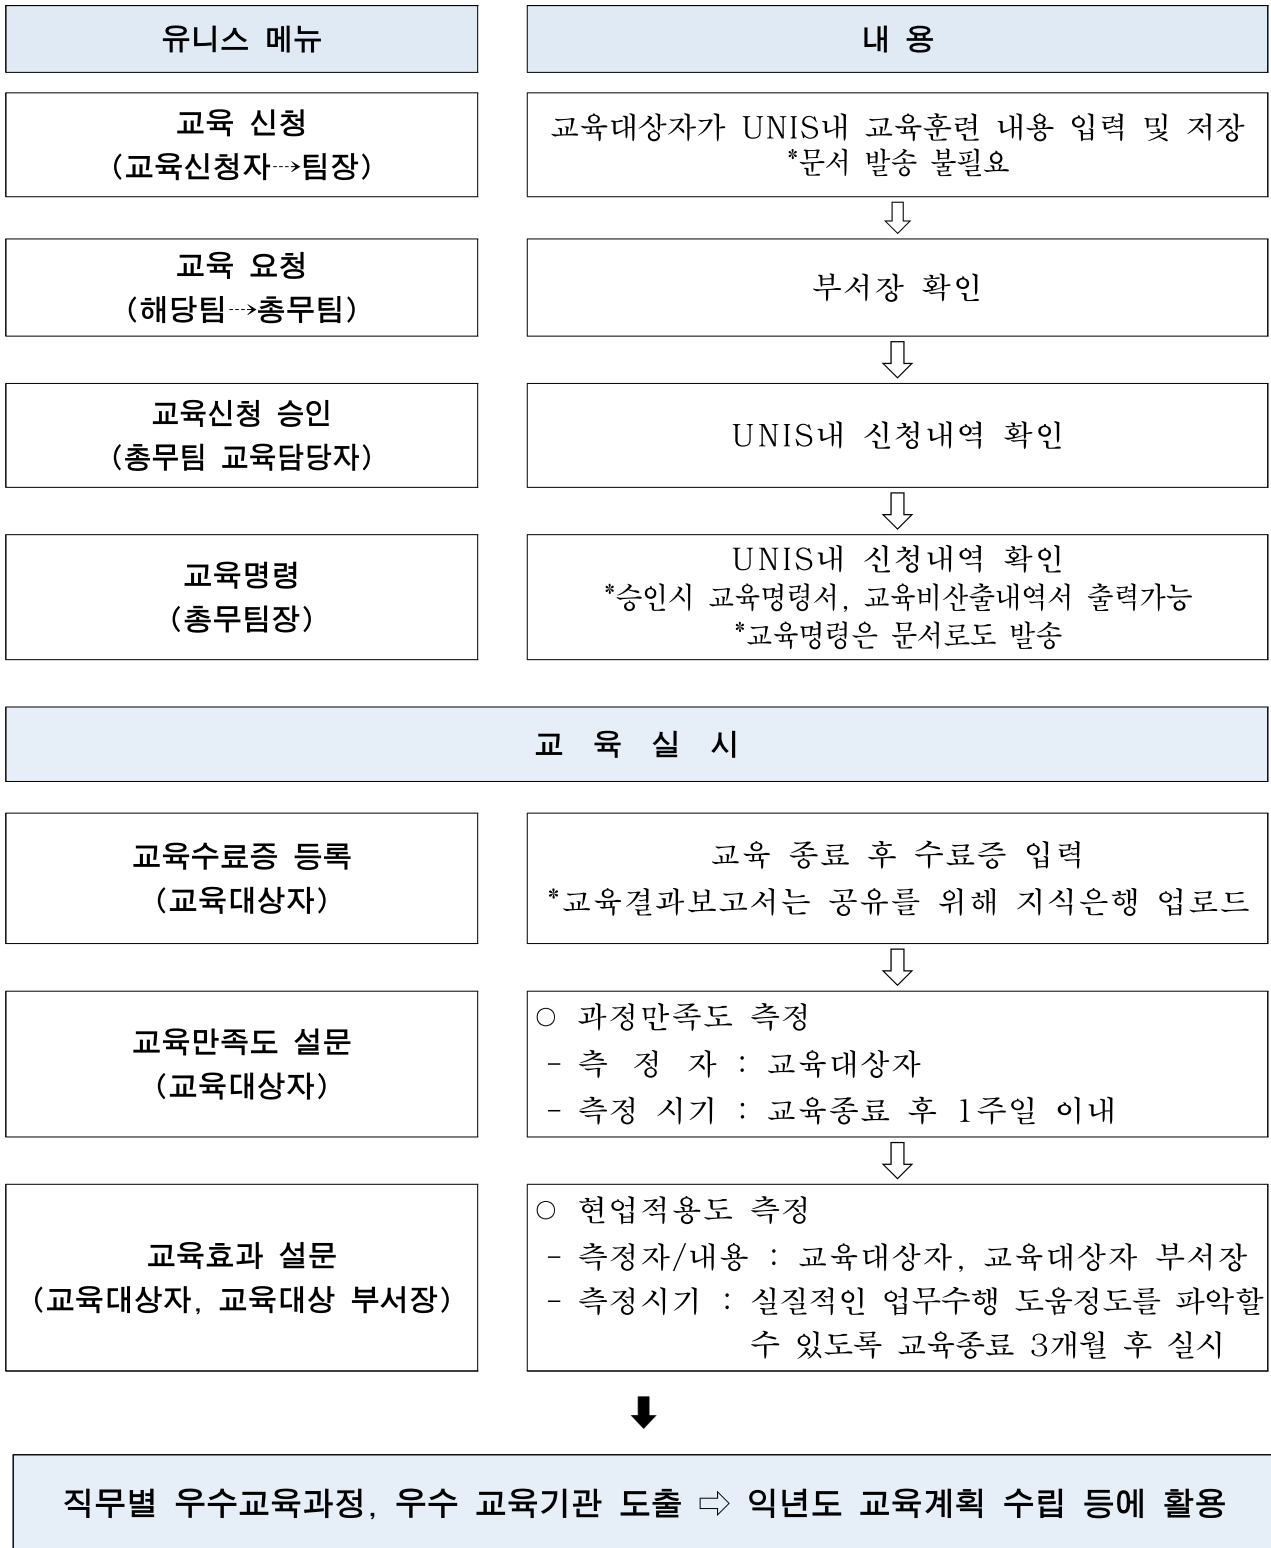 유니스 메뉴
내 용
교육 신청
(교육신청자⇢팀장)
교육대상자가 UNIS내 교육훈련 내용 입력 및 저장
*문서 발송 불필요
⇩
교육 요청
(해당팀⇢총무팀)
부서장 확인
⇩
교육신청 승인
(총무팀 교육담당자)
UNIS내 신청내역 확인
⇩
교육명령
(총무팀장)
UNIS내 신청내역 확인
*승인시 교육명령서, 교육비산출내역서 출력가능
*교육명령은 문서로도 발송
교 육 실 시
교육수료증 등록
(교육대상자)
교육 종료 후 수료증 입력
*교육결과보고서는 공유를 위해 지식은행 업로드
⇩
교육만족도 설문
(교육대상자)
○ 과정만족도 측정
- 측 정 자 : 교육대상자
- 측정 시기 : 교육종료 후 1주일 이내
⇩
교육효과 설문
(교육대상자, 교육대상 부서장)
○ 현업적용도 측정
- 측정자/내용 : 교육대상자, 교육대상자 부서장
- 측정시기 : 실질적인 업무수행 도움정도를 파악할
수 있도록 교육종료 3개월 후 실시
🡇
직무별 우수교육과정, 우수 교육기관 도출 ⇨ 익년도 교육계획 수립 등에 활용